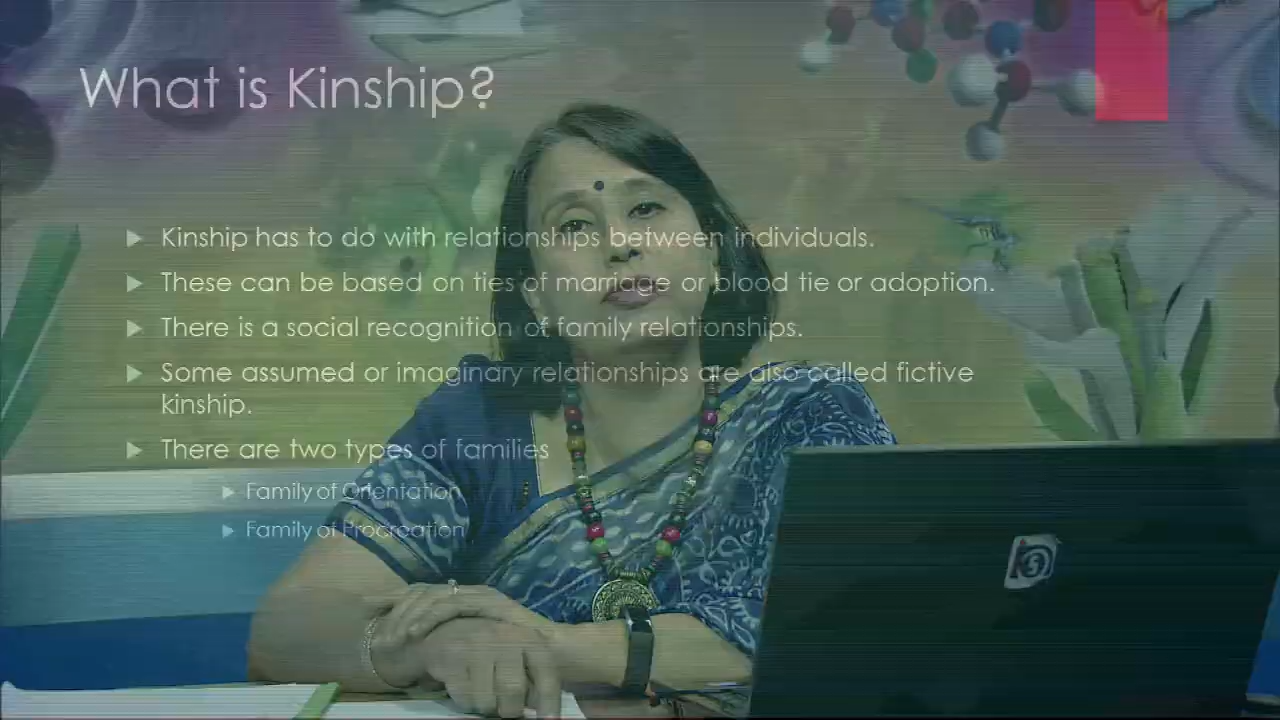 What is Kinship?
Kinship has to do with relationships between individuals.
These can be based on ties of marriage or blood tie or adoption.
There is a social recognition of family relationships.
Some assumed or imaginary relationships are also called fictive
kinship.
There are two types of families
Family of Orientation
Family of Procreation